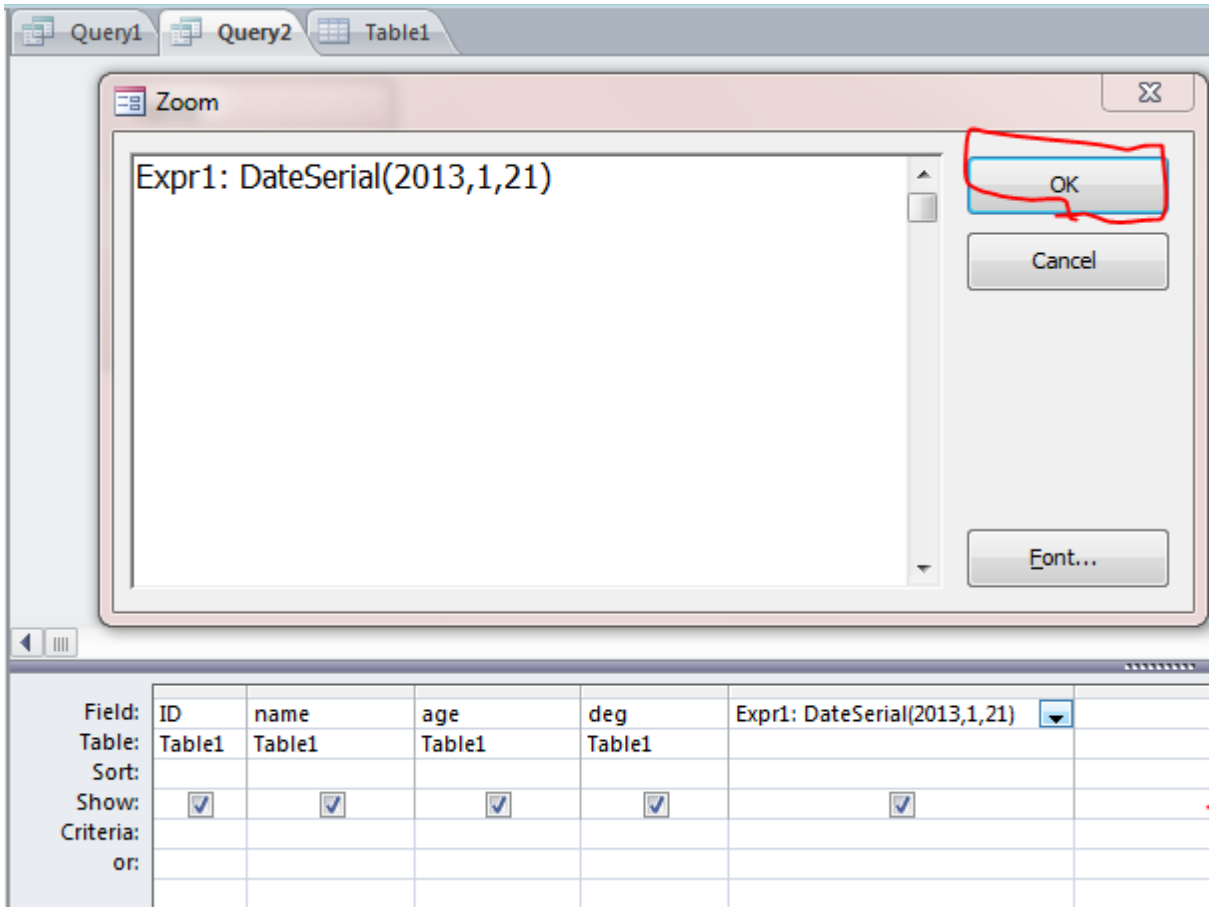 Query1 Query2 Table1
Zoom
Expr1: DateSerial(2013,1,21)
OK
Cancel
Font...
Field: ID name age deg Expr1: DateSerial(2013,1,21)
Table: Table1 Table1 Table1 Table1
Sort:
Show:
Criteria:
or: